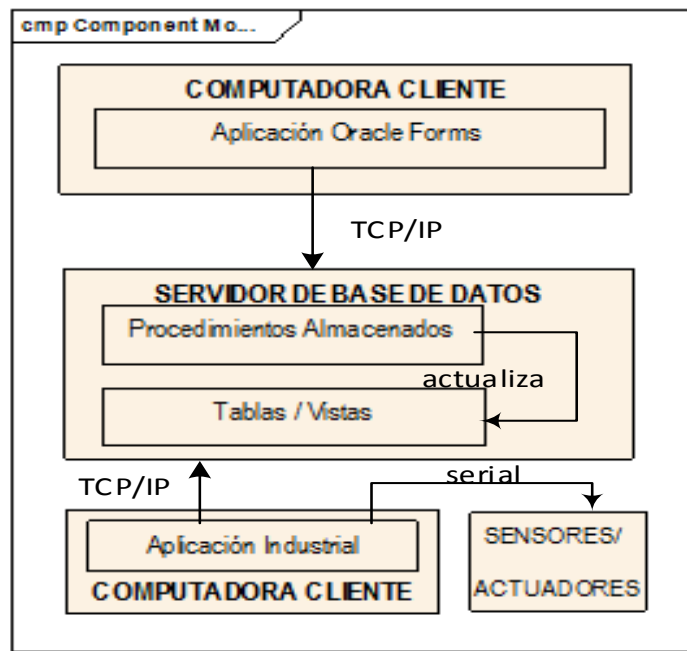 cmp Component Mo...
COMPUTADORA CLIENTE
Aplicación Oracle Forms
TCP/IP
SERVIDOR DE BASE DE DATOS
Procedimientos Almacenados
actualiza
Tablas / Vistas
TCP/IP
serial
Aplicación Industrial
COMPUTADORA CLIENTE
SENSORES/
ACTUADORES